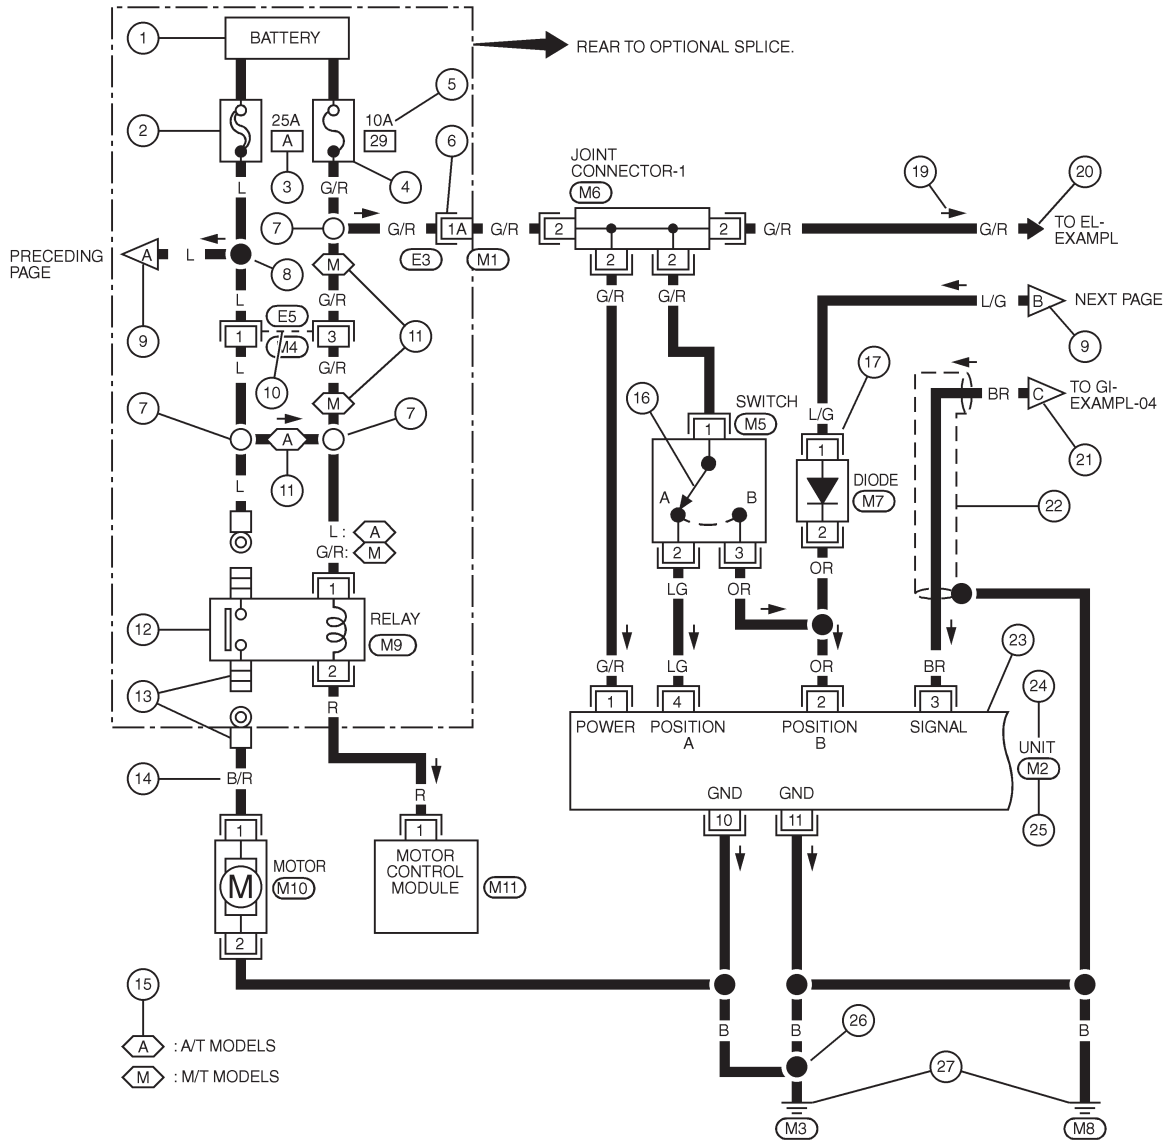 1
BATTERY
REAR TO OPTIONAL SPLICE.
5
2
25A
A
10A
29
6
3
4
JOINT
CONNECTOR-1
M6
19
20
L
G/R
7
G/R
1A
G/R
2
2
G/R
G/R
TO EL-
EXAMPL
E3
M1
PRECEDING
PAGE
A
L
8
M
2
2
L
G/R
G/R
G/R
L/G
B
NEXT PAGE
9
E5
1
3
M4
11
9
L
G/R
10
17
16
SWITCH
M5
BR
C
TO GI-
EXAMPL-04
7
M
7
L/G
1
1
A
11
21
L
A
B
DIODE
M7
22
L :
A
G/R:
M
2
3
2
OR
1
LG
OR
12
RELAY
M9
23
2
G/R
LG
OR
BR
13
R
1
4
2
3
24
POWER
POSITION
A
POSITION
B
SIGNAL
UNIT
M2
14
B/R
R
GND
GND
10
11
25
1
1
MOTOR
M10
M
MOTOR
CONTROL
MODULE
M11
2
15
B
B
26
B
A
: A/T MODELS
M
: M/T MODELS
27
M3
M8